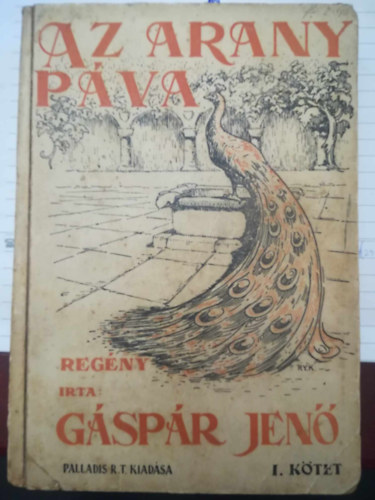 AZ ARANY
PÁVA
REGÉNY
IRTA
GÁSPÁR JENŐ
PALLADIS R.T. KIADÁSA
I. KÖTET